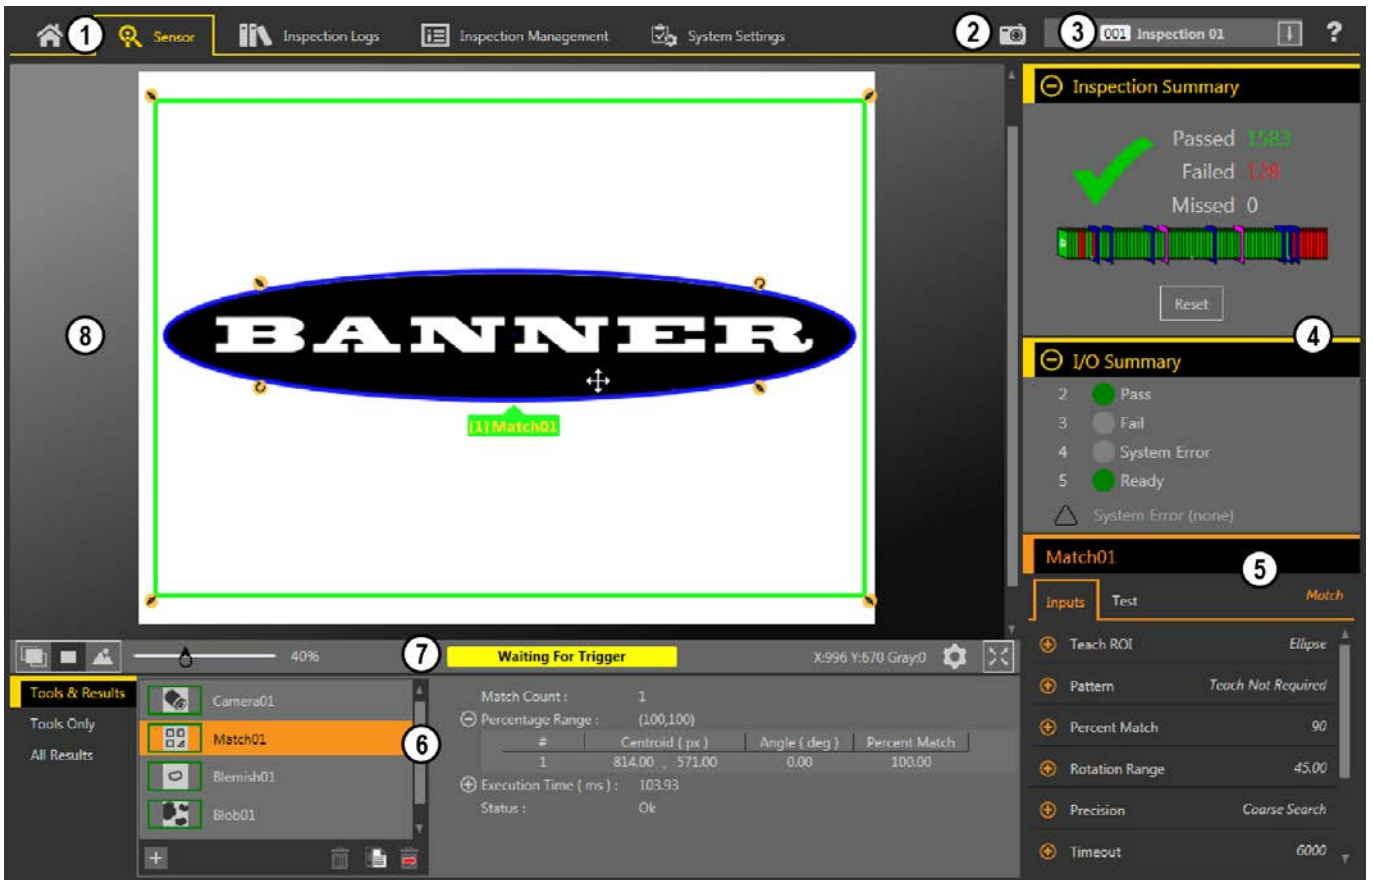 1 Sensor Inspection Logs Inspection Management System Settings 2 3 001 Inspection 01 ?
Inspection Summary
Passed 1583
Failed 128
Missed 0
Reset
4
I/O Summary
2 Pass
3 Fail
4 System Error
5 Ready
System Error (none)
8
BANNER
[1] Match01
Match01
5
Inputs Test Match
Teach ROI Ellipse
Pattern Teach Not Required
Percent Match 90
Rotation Range 45.00
Precision Coarse Search
Timeout 6000
40% 7 Waiting For Trigger X:996 Y:670 Gray:0
Tools & Results
Tools Only
All Results
Camera01
Match01
6
Blemish01
Blob01
Match Count : 1
Percentage Range : (100,100)
# Centroid ( px ) Angle ( deg ) Percent Match
1 814.00 , 571.00 0.00 100.00
Execution Time ( ms ) : 103.93
Status : Ok